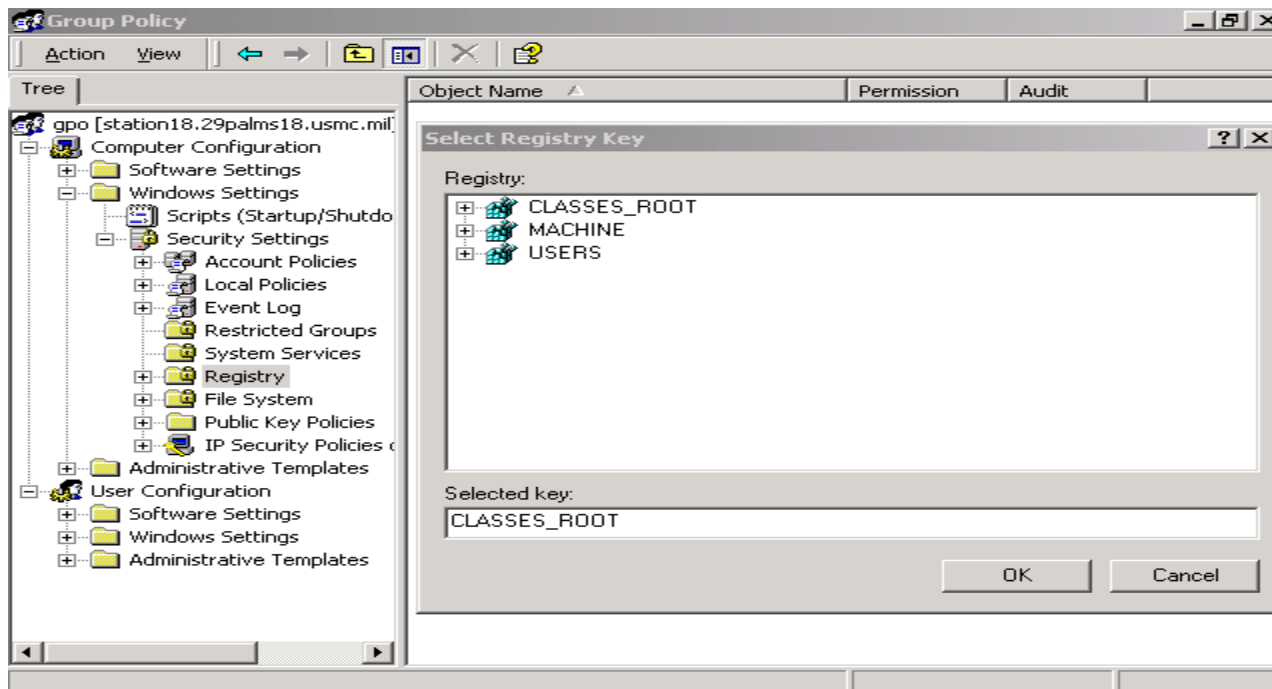 Group Policy
Action View
Tree
Object Name Permission Audit
gpo [station18.29palms18.usmc.mil]
Computer Configuration
Software Settings
Windows Settings
Scripts (Startup/Shutdo
Security Settings
Account Policies
Local Policies
Event Log
Restricted Groups
System Services
Registry
File System
Public Key Policies
IP Security Policies o
Administrative Templates
User Configuration
Software Settings
Windows Settings
Administrative Templates
Select Registry Key
Registry:
CLASSES_ROOT
MACHINE
USERS
Selected key:
CLASSES_ROOT
OK Cancel